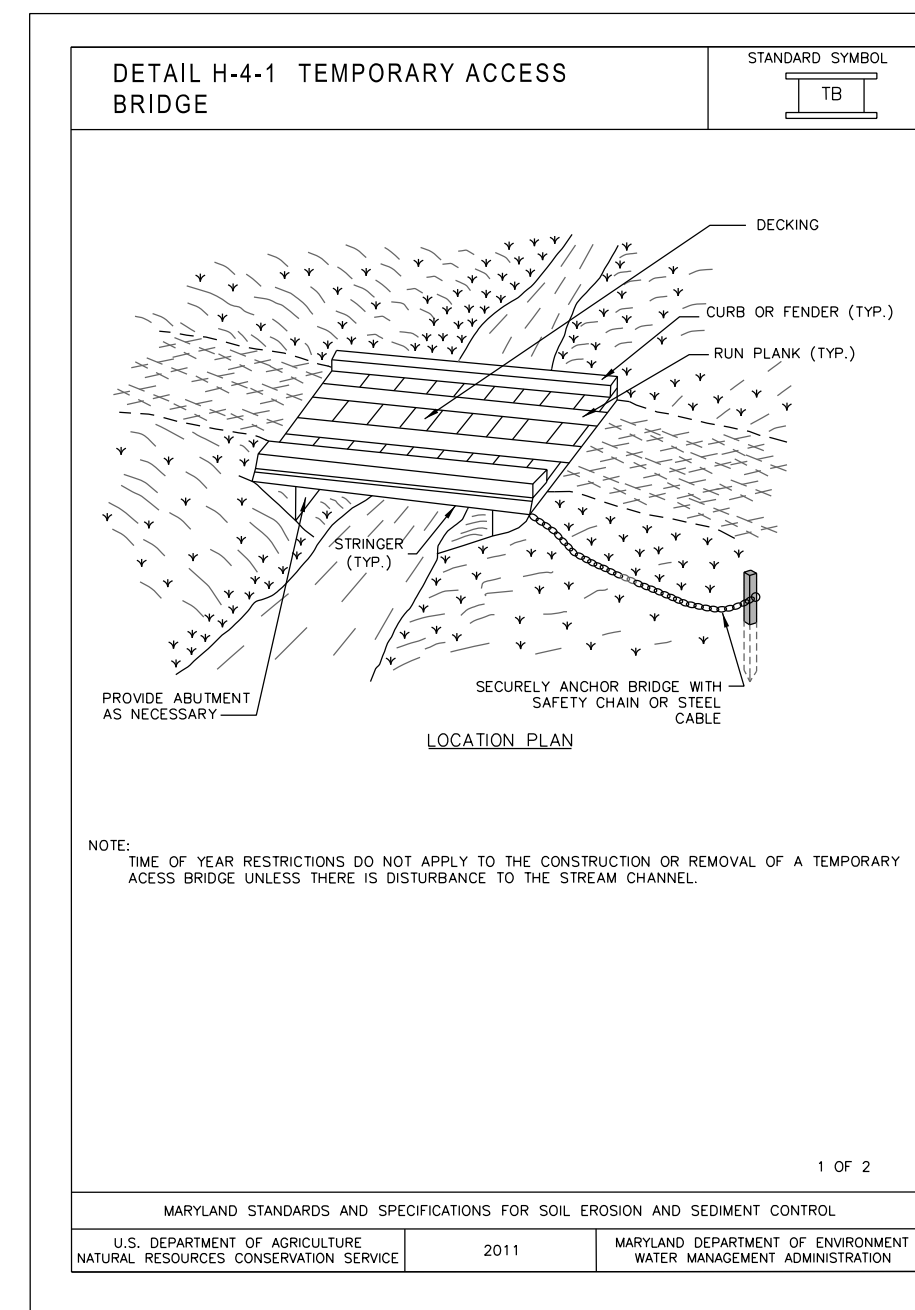 DETAIL H-4-1 TEMPORARY ACCESS
BRIDGE
STANDARD SYMBOL
TB
DECKING
CURB OR FENDER (TYP.)
RUN PLANK (TYP.)
STRINGER
(TYP.)
PROVIDE ABUTMENT
AS NECESSARY
SECURELY ANCHOR BRIDGE WITH
SAFETY CHAIN OR STEEL
CABLE
LOCATION PLAN
NOTE:
TIME OF YEAR RESTRICTIONS DO NOT APPLY TO THE CONSTRUCTION OR REMOVAL OF A TEMPORARY
ACESS BRIDGE UNLESS THERE IS DISTURBANCE TO THE STREAM CHANNEL.
1 OF 2
MARYLAND STANDARDS AND SPECIFICATIONS FOR SOIL EROSION AND SEDIMENT CONTROL
U.S. DEPARTMENT OF AGRICULTURE
NATURAL RESOURCES CONSERVATION SERVICE
2011
MARYLAND DEPARTMENT OF ENVIRONMENT
WATER MANAGEMENT ADMINISTRATION